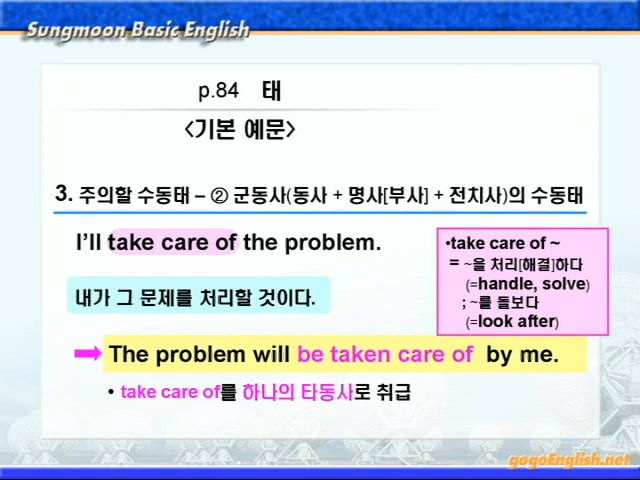 Sungmoon Basic English
p.84 태
<기본 예문>
3. 주의할 수동태 – ② 군동사(동사 + 명사[부사] + 전치사)의 수동태
I'll take care of the problem.
내가 그 문제를 처리할 것이다.
•take care of ~
= ~을 처리[해결]하다
(=handle, solve)
; ~를 돌보다
(=look after)
➡ The problem will be taken care of by me.
• take care of를 하나의 타동사로 취급
gogoEnglish.net